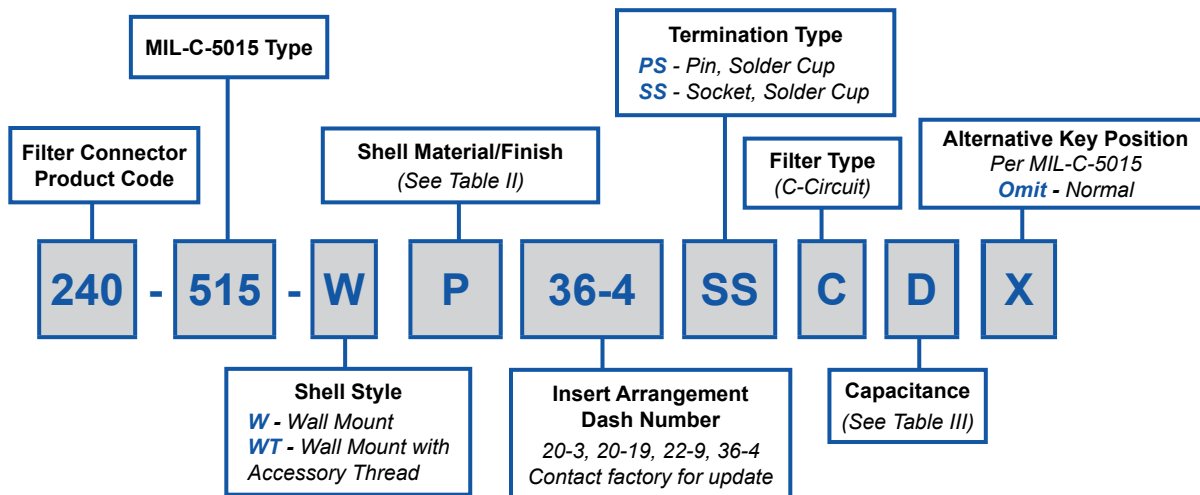 MIL-C-5015 Type
Termination Type
PS - Pin, Solder Cup
SS - Socket, Solder Cup
Filter Connector
Product Code
Shell Material/Finish
(See Table II)
Filter Type
(C-Circuit)
Alternative Key Position
Per MIL-C-5015
Omit - Normal
240 - 515 - W P 36-4 SS C D X
Shell Style
W - Wall Mount
WT - Wall Mount with
Accessory Thread
Insert Arrangement
Dash Number
20-3, 20-19, 22-9, 36-4
Contact factory for update
Capacitance
(See Table III)